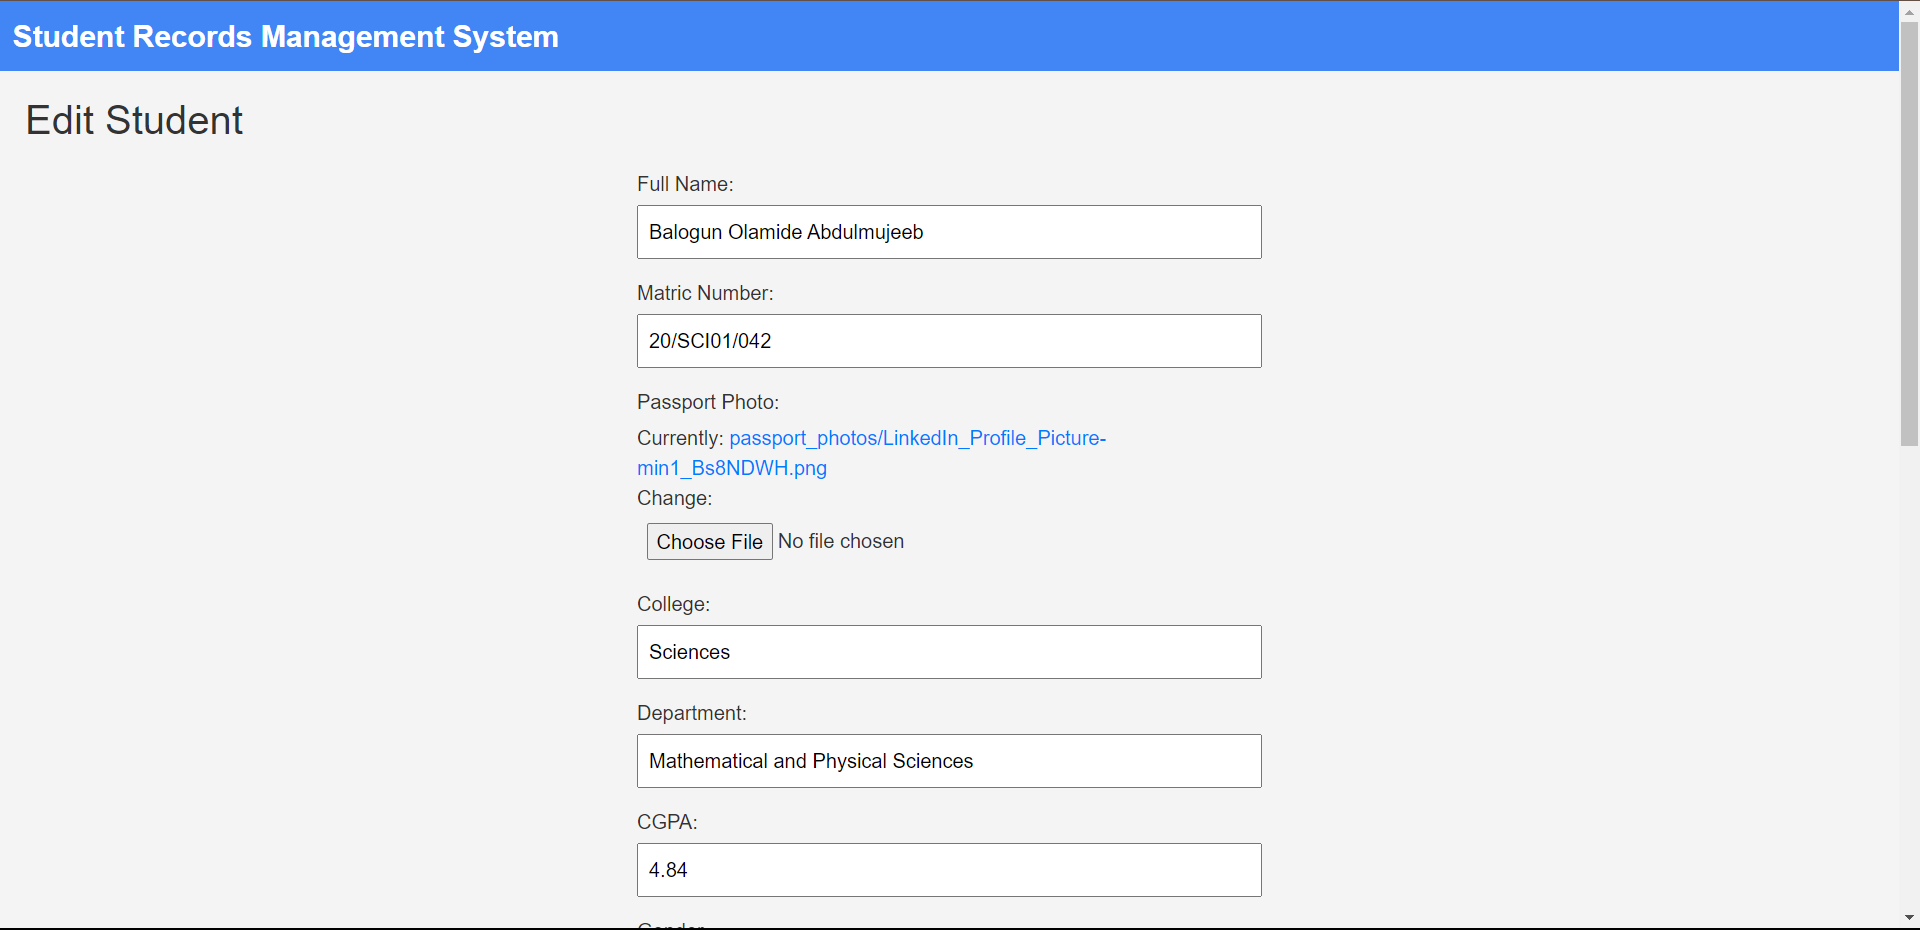 Student Records Management System
Edit Student
Full Name:
Balogun Olamide Abdulmujeeb
Matric Number:
20/SCI01/042
Passport Photo:
Currently: passport_photos/LinkedIn_Profile_Picture-
min1_Bs8NDWH.png
Change:
Choose File No file chosen
College:
Sciences
Department:
Mathematical and Physical Sciences
CGPA:
4.84